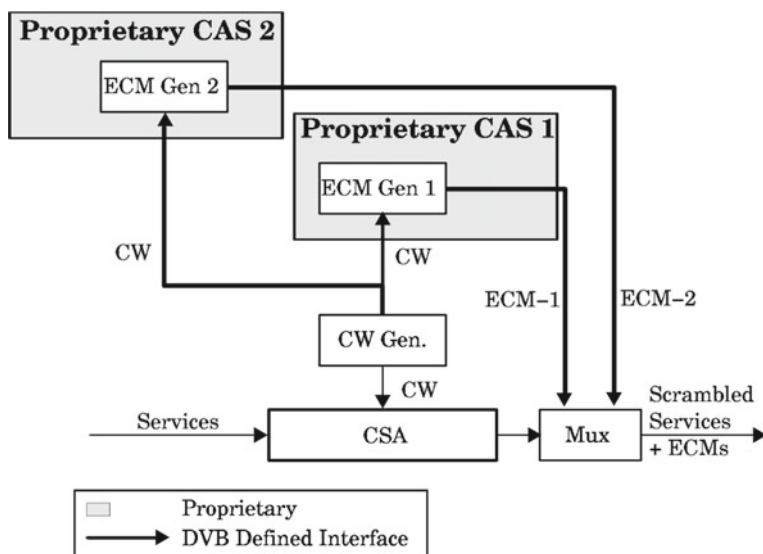 Proprietary CAS 2
ECM Gen 2
Proprietary CAS 1
ECM Gen 1
CW
CW
ECM-1
ECM-2
CW Gen.
CW
Services
CSA
Mux
Scrambled
Services
+ ECMs
Proprietary
DVB Defined Interface